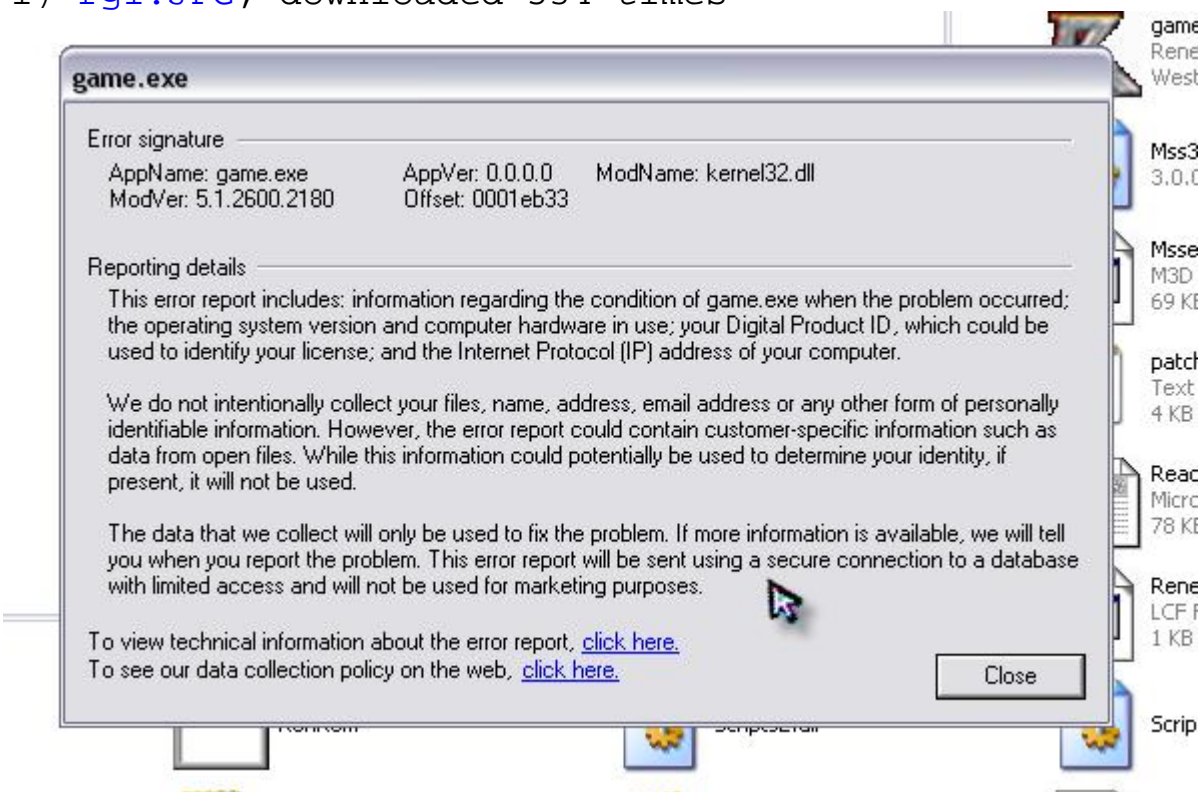 game.exe
Error signature
AppName: game.exe AppVer: 0.0.0.0 ModName: kernel32.dll
ModVer: 5.1.2600.2180 Offset: 0001eb33
Reporting details
This error report includes: information regarding the condition of game.exe when the problem occurred;
the operating system version and computer hardware in use; your Digital Product ID, which could be
used to identify your license; and the Internet Protocol (IP) address of your computer.
We do not intentionally collect your files, name, address, email address or any other form of personally
identifiable information. However, the error report could contain customer-specific information such as
data from open files. While this information could potentially be used to determine your identity, if
present, it will not be used.
The data that we collect will only be used to fix the problem. If more information is available, we will tell
you when you report the problem. This error report will be sent using a secure connection to a database
with limited access and will not be used for marketing purposes.
To view technical information about the error report, click here.
To see our data collection policy on the web, click here.
Close
game
Rene
West
Mss3
3.0.0
Msse
M3D
69 KB
patch
Text
4 KB
Read
Micro
78 KB
Rene
LCF F
1 KB
Scrip